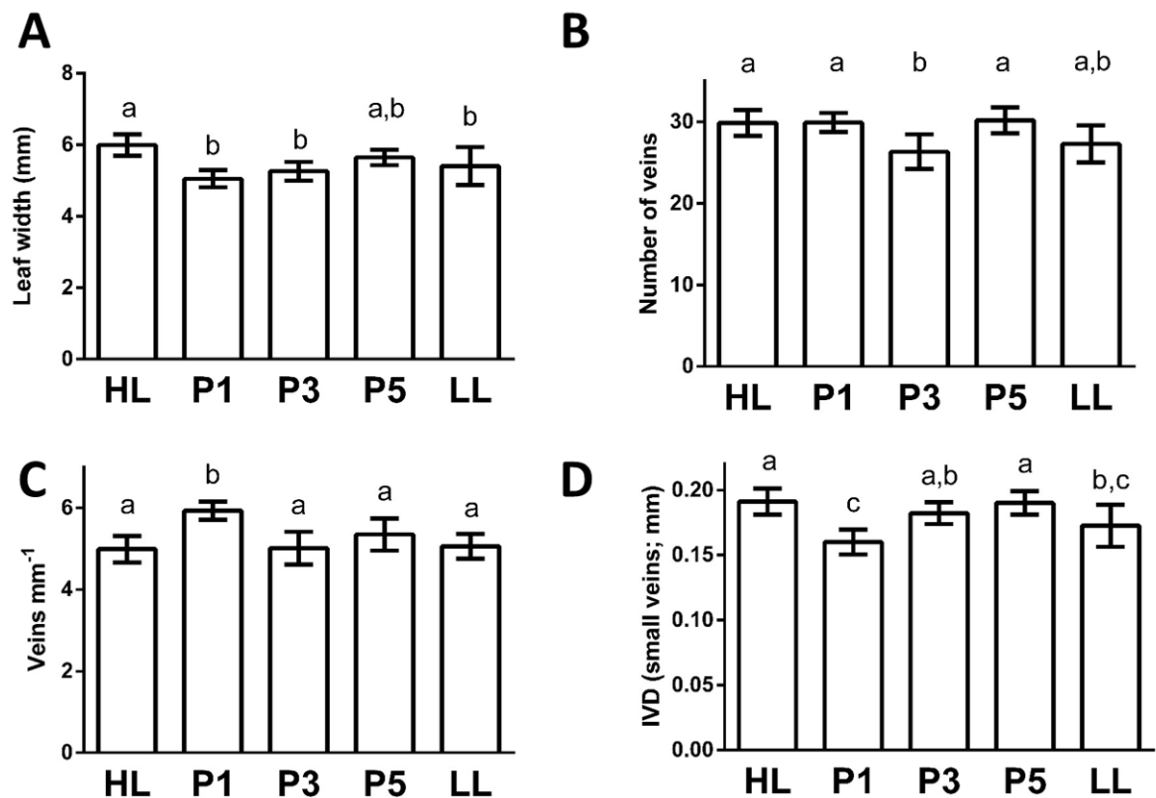 A
Leaf width (mm)
8
6
4
2
0
a
b
b
a,b
b
HL P1 P3 P5 LL
B
Number of veins
30
20
10
0
a
a
b
a
a,b
HL P1 P3 P5 LL
C
Veins mm⁻¹
6
4
2
0
a
b
a
a
a
HL P1 P3 P5 LL
D
IVD (small veins; mm)
0.20
0.15
0.10
0.05
0.00
a
c
a,b
a
b,c
HL P1 P3 P5 LL